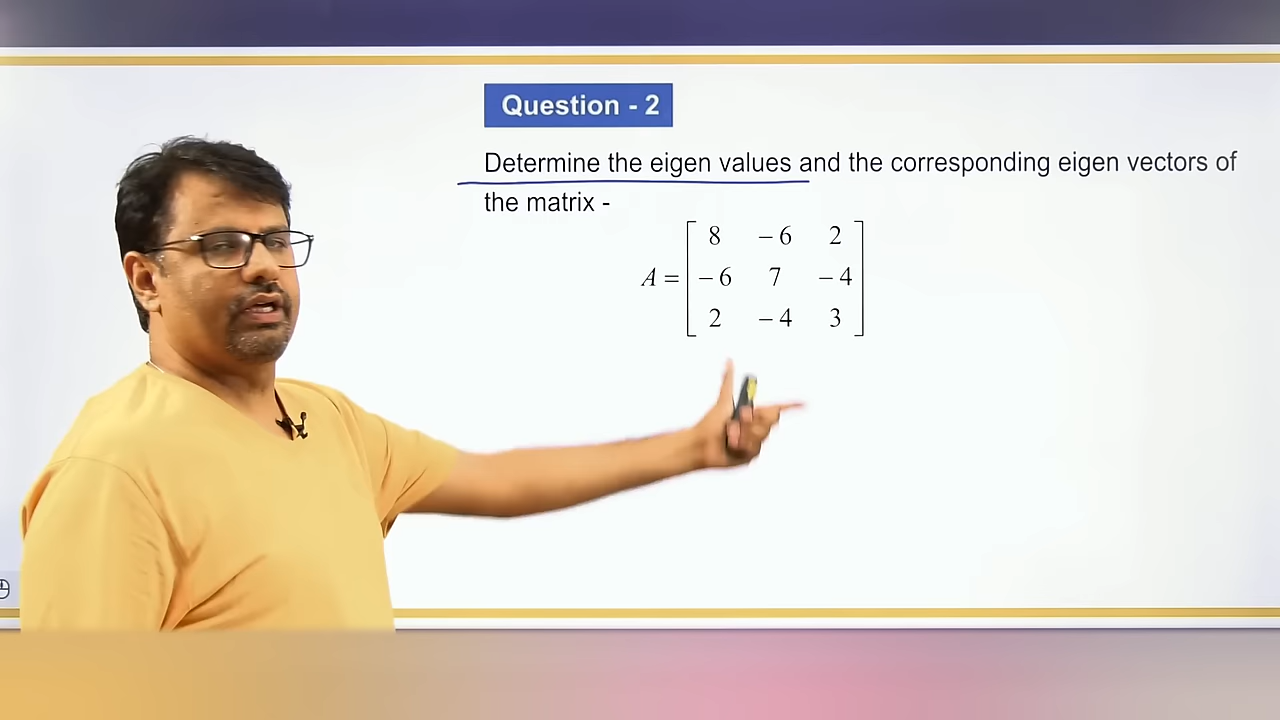 Question - 2
Determine the eigen values and the corresponding eigen vectors of
the matrix -
8 - 6 2
A = - 6 7 - 4
2 - 4 3